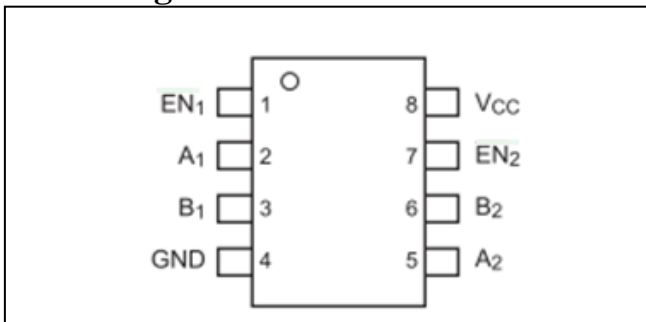 g
EN₁ 1 8 VCC
A₁ 2 7 EN₂
B₁ 3 6 B₂
GND 4 5 A₂